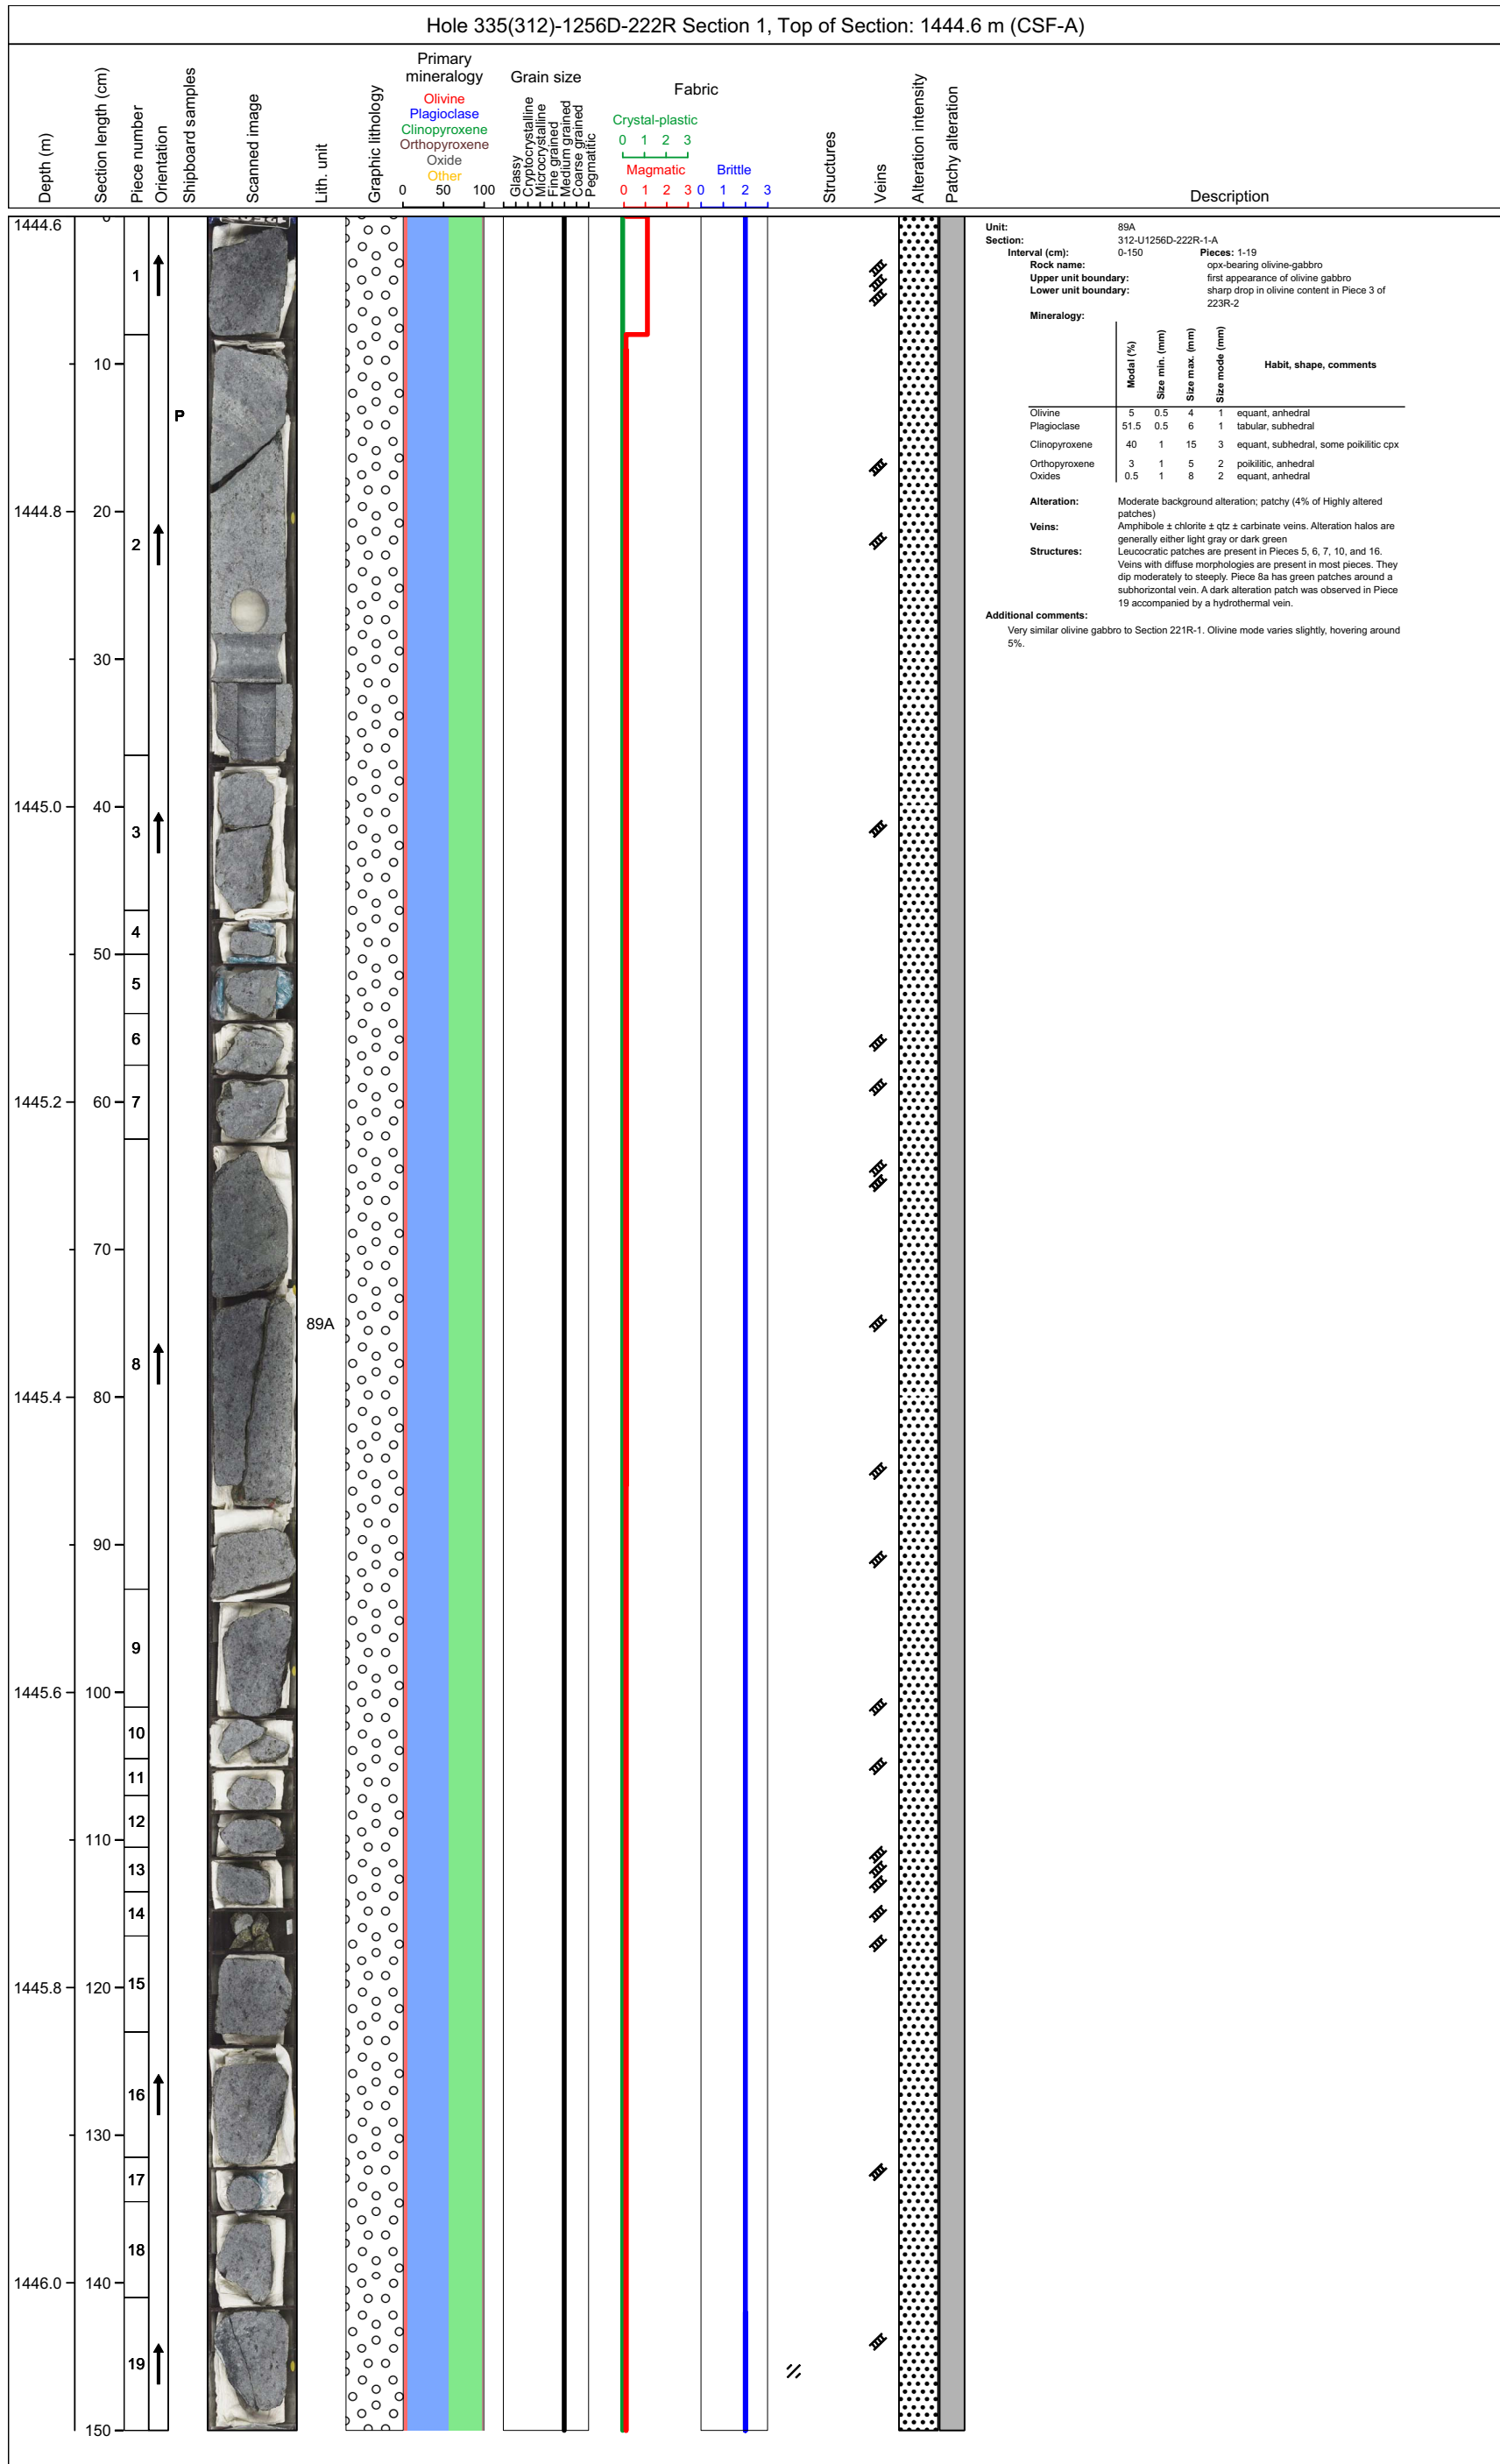 Hole 335(312)-1256D-222R Section 1, Top of Section: 1444.6 m (CSF-A)
Depth (m)
Section length (cm)
Piece number
Orientation
Shipboard samples
Scanned image
Lith. unit
Graphic lithology
Primary
mineralogy
Olivine
Plagioclase
Clinopyroxene
Orthopyroxene
Oxide
Other
0 50 100
Grain size
Glassy
Cryptocrystalline
Microcrystalline
Fine grained
Medium grained
Coarse grained
Pegmatitic
Fabric
Crystal-plastic
0 1 2 3
Magmatic
0 1 2 3
Brittle
0 1 2 3
Structures
Veins
Alteration intensity
Patchy alteration
Description
1444.6
1444.8
1445.0
1445.2
1445.4
1445.6
1445.8
1446.0
0
10
20
30
40
50
60
70
80
90
100
110
120
130
140
150
1
2
3
4
5
6
7
8
9
10
11
12
13
14
15
16
17
18
19
P
89A
Unit: 89A
Section: 312-U1256D-222R-1-A
Interval (cm): 0-150 Pieces: 1-19
Rock name: opx-bearing olivine-gabbro
Upper unit boundary: first appearance of olivine gabbro
Lower unit boundary: sharp drop in olivine content in Piece 3 of
223R-2
Mineralogy:
Modal (%) Size min. (mm) Size max. (mm) Size mode (mm) Habit, shape, comments
Olivine 5 0.5 4 1 equant, anhedral
Plagioclase 51.5 0.5 6 1 tabular, subhedral
Clinopyroxene 40 1 15 3 equant, subhedral, some poikilitic cpx
Orthopyroxene 3 1 5 2 poikilitic, anhedral
Oxides 0.5 1 8 2 equant, anhedral
Alteration: Moderate background alteration; patchy (4% of Highly altered
patches)
Veins: Amphibole ± chlorite ± qtz ± carbinate veins. Alteration halos are
generally either light gray or dark green
Structures: Leucocratic patches are present in Pieces 5, 6, 7, 10, and 16.
Veins with diffuse morphologies are present in most pieces. They
dip moderately to steeply. Piece 8a has green patches around a
subhorizontal vein. A dark alteration patch was observed in Piece
19 accompanied by a hydrothermal vein.
Additional comments:
Very similar olivine gabbro to Section 221R-1. Olivine mode varies slightly, hovering around
5%.